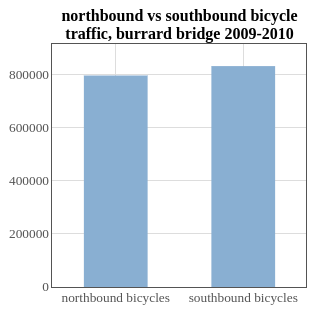 northbound vs southbound bicycle
traffic, burrard bridge 2009-2010
800000
600000
400000
200000
0
northbound bicycles southbound bicycles